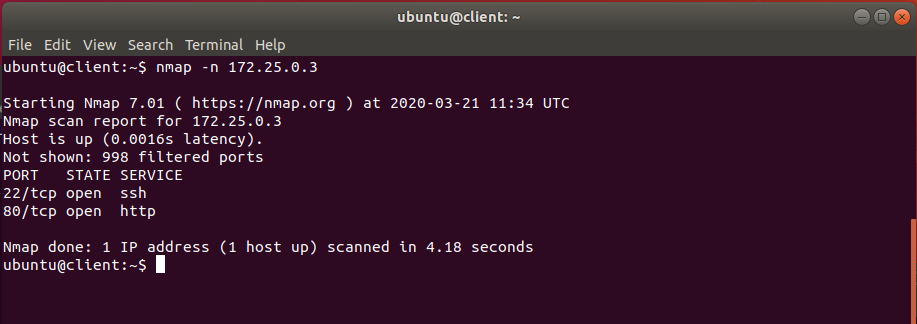 ubuntu@client: ~
File Edit View Search Terminal Help
ubuntu@client:~$ nmap -n 172.25.0.3
Starting Nmap 7.01 ( https://nmap.org ) at 2020-03-21 11:34 UTC
Nmap scan report for 172.25.0.3
Host is up (0.0016s latency).
Not shown: 998 filtered ports
PORT   STATE SERVICE
22/tcp open  ssh
80/tcp open  http
Nmap done: 1 IP address (1 host up) scanned in 4.18 seconds
ubuntu@client:~$